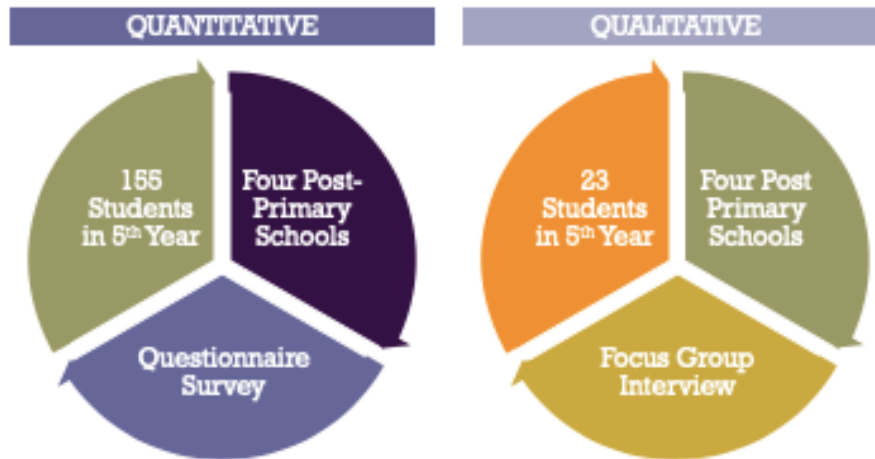 QUANTITATIVE
155
Students
in 5th Year
Four Post-
Primary
Schools
Questionnaire
Survey
QUALITATIVE
23
Students
in 5th Year
Four Post
Primary
Schools
Focus Group
Interview